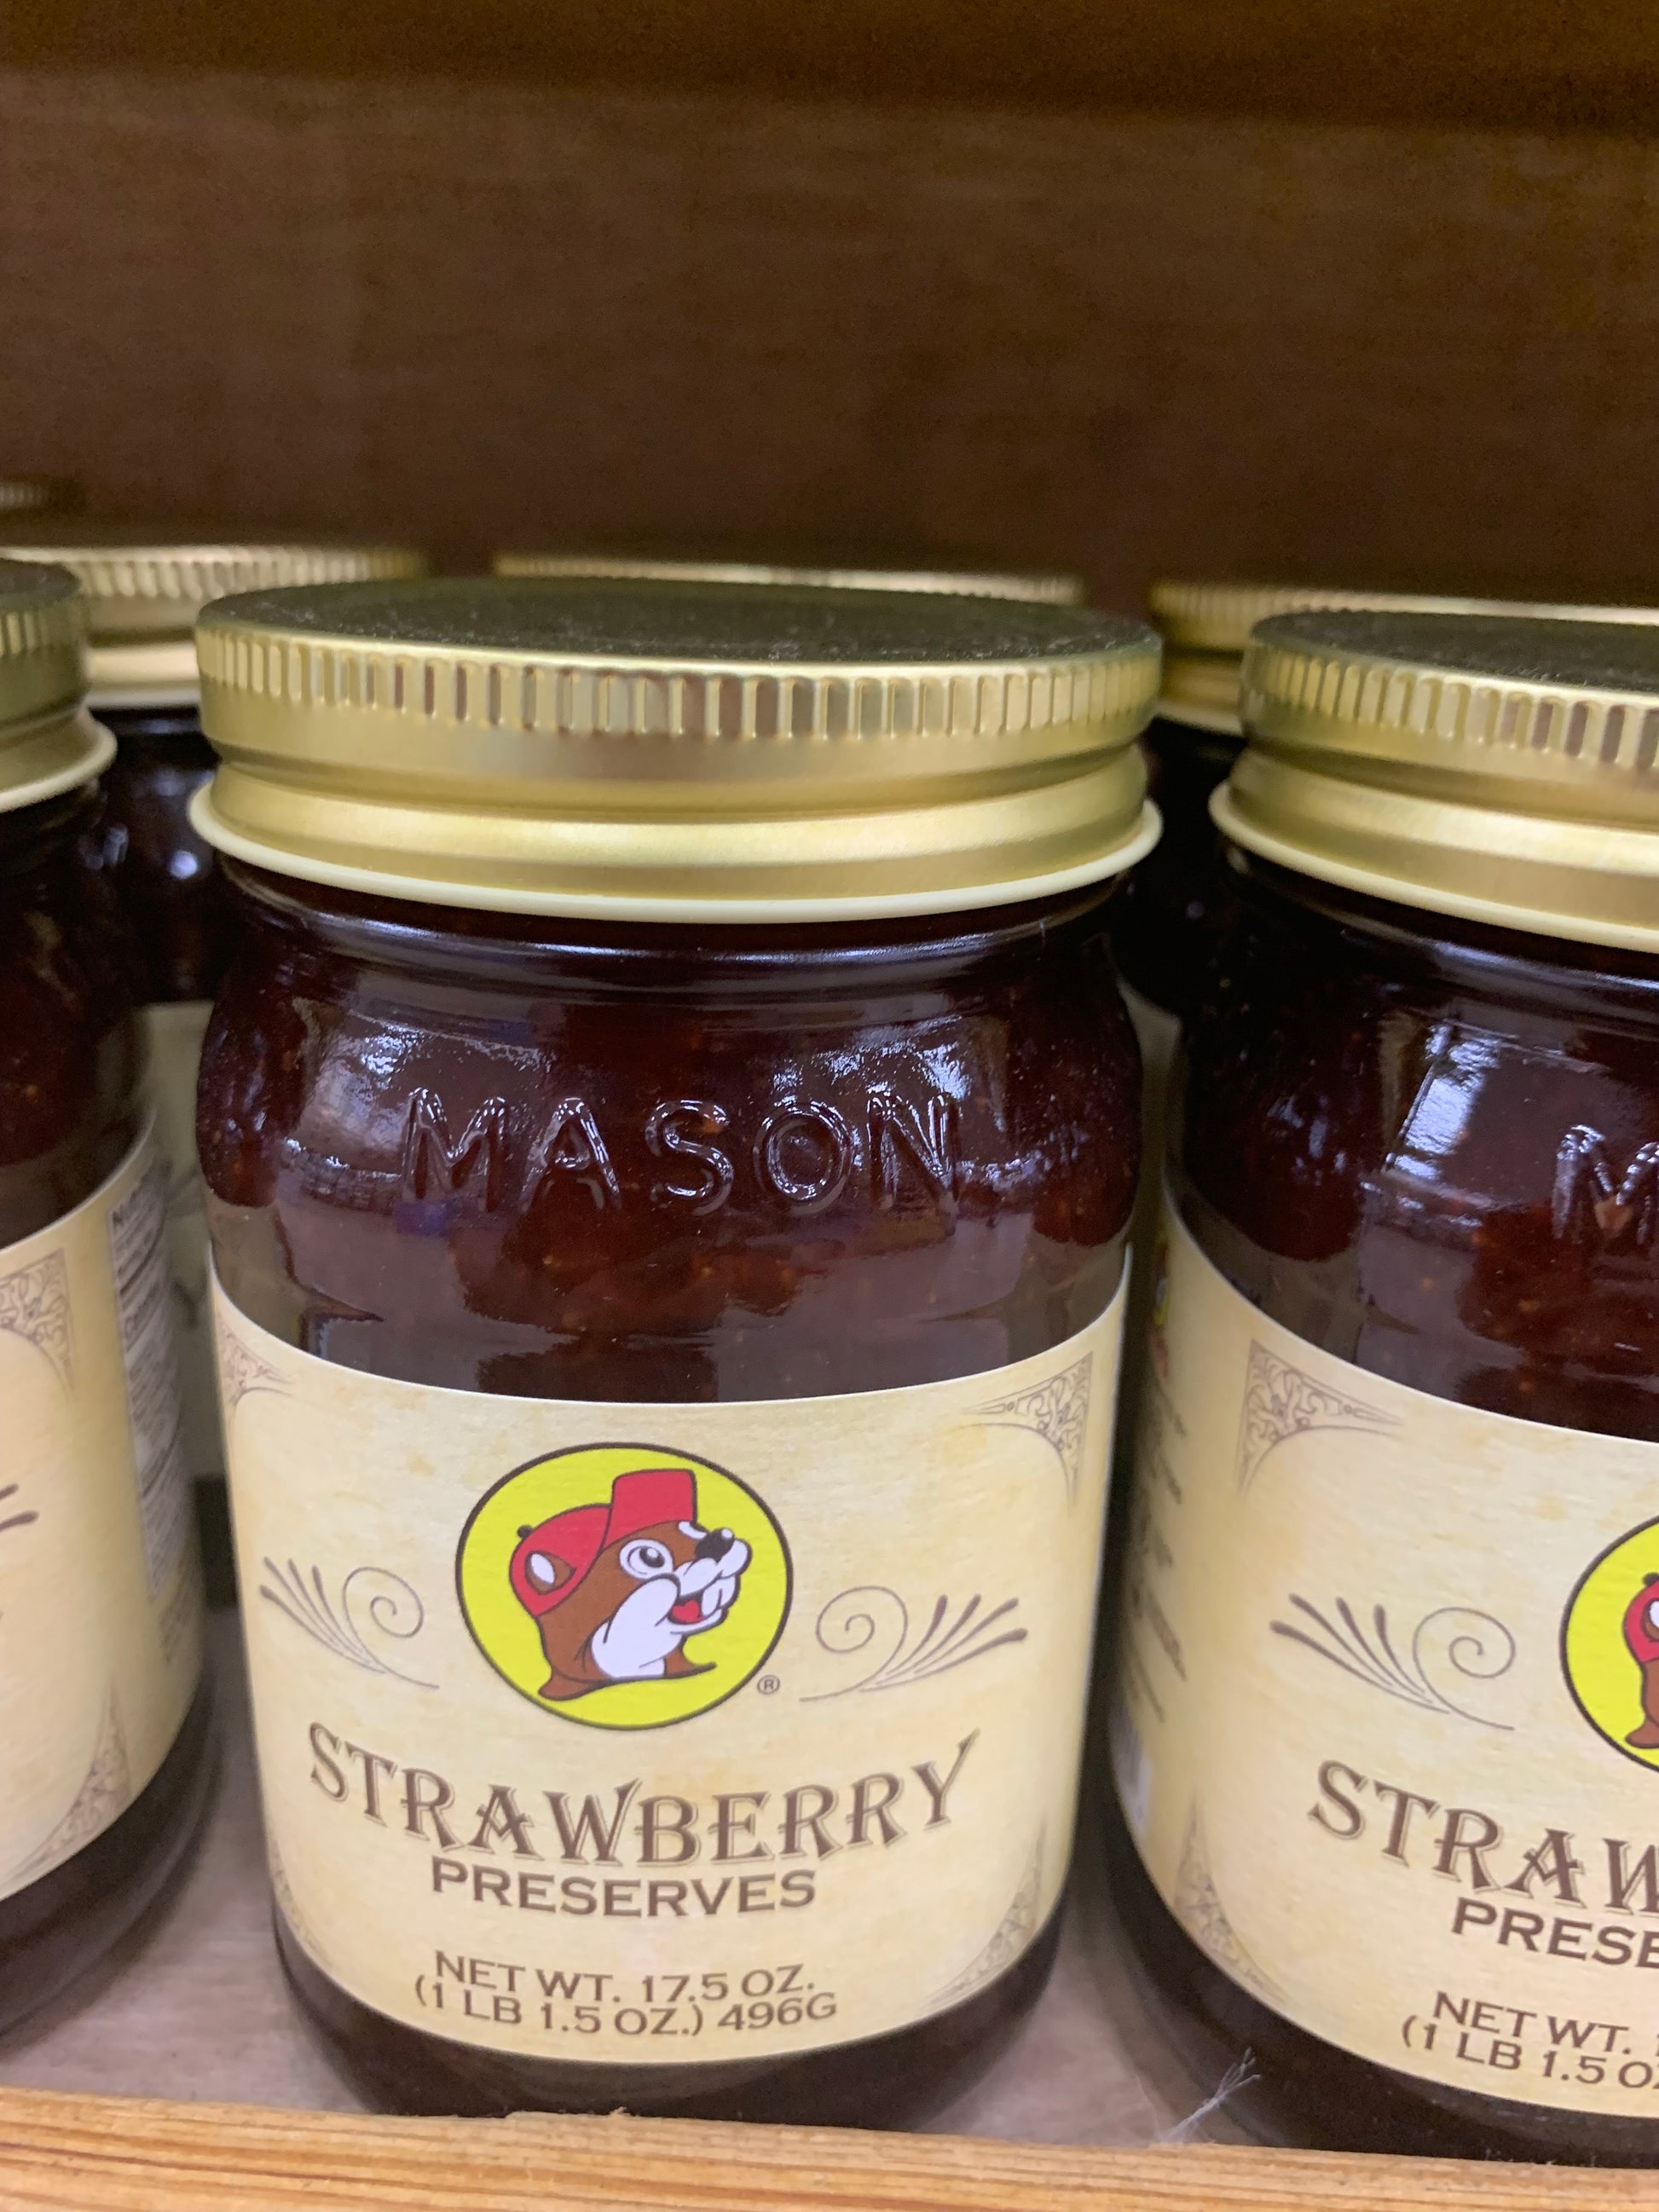 MASON
®
STRAWBERRY
PRESERVES
NET WT. 17.5 OZ.
(1 LB 1.5 OZ.) 496G
M
STRAW
PRESE
NET WT.
(1 LB 1.5 OZ